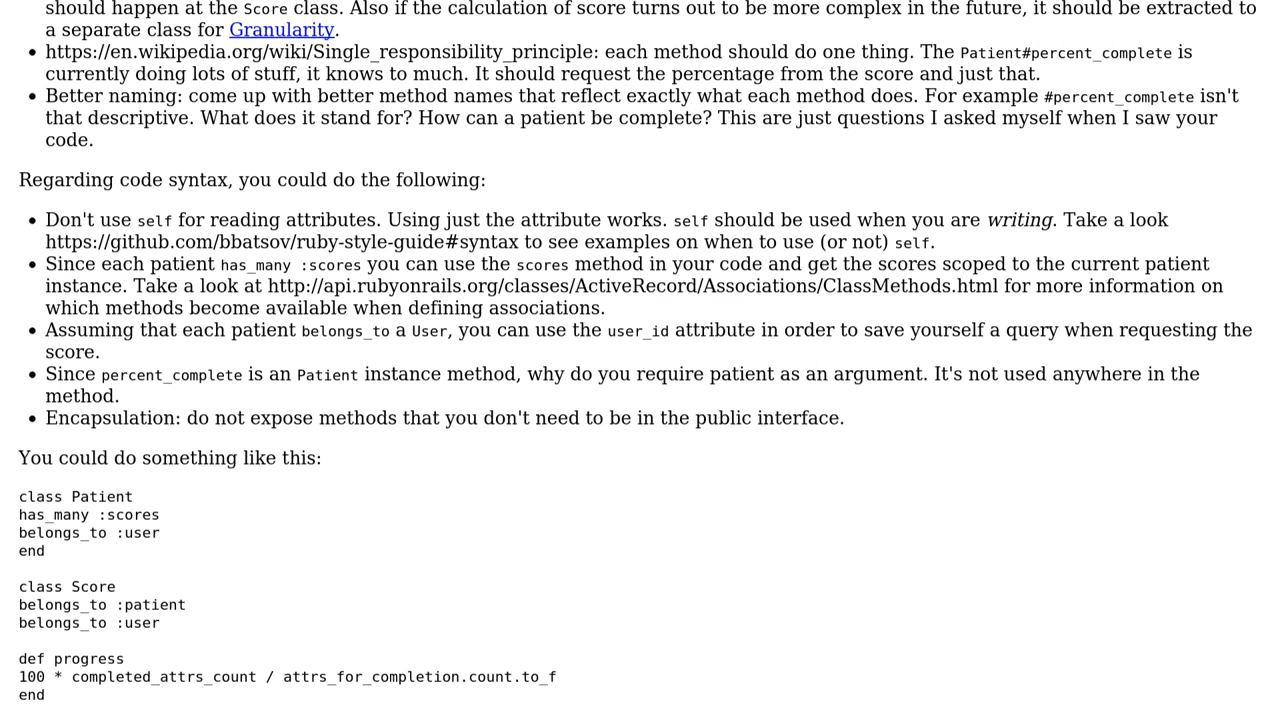 should happen at the Score class. Also if the calculation of score turns out to be more complex in the future, it should be extracted to
a separate class for Granularity.
https://en.wikipedia.org/wiki/Single_responsibility_principle: each method should do one thing. The Patient#percent_complete is
currently doing lots of stuff, it knows to much. It should request the percentage from the score and just that.
Better naming: come up with better method names that reflect exactly what each method does. For example #percent_complete isn't
that descriptive. What does it stand for? How can a patient be complete? This are just questions I asked myself when I saw your
code.
Regarding code syntax, you could do the following:
Don't use self for reading attributes. Using just the attribute works. self should be used when you are writing. Take a look
https://github.com/bbatsov/ruby-style-guide#syntax to see examples on when to use (or not) self.
Since each patient has_many :scores you can use the scores method in your code and get the scores scoped to the current patient
instance. Take a look at http://api.rubyonrails.org/classes/ActiveRecord/Associations/ClassMethods.html for more information on
which methods become available when defining associations.
Assuming that each patient belongs_to a User, you can use the user_id attribute in order to save yourself a query when requesting the
score.
Since percent_complete is an Patient instance method, why do you require patient as an argument. It's not used anywhere in the
method.
Encapsulation: do not expose methods that you don't need to be in the public interface.
You could do something like this:
class Patient
has_many :scores
belongs_to :user
end
class Score
belongs_to :patient
belongs_to :user
def progress
100 * completed_attrs_count / attrs_for_completion.count.to_f
end